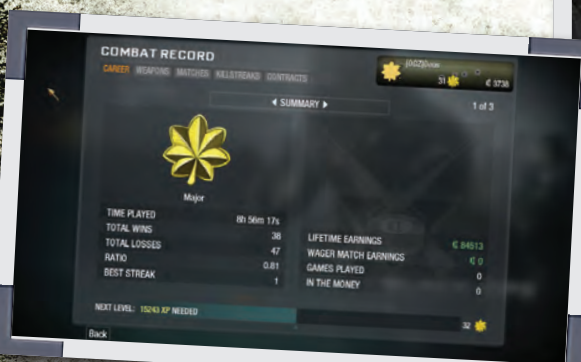 COMBAT RECORD
CAREER WEAPONS MATCHES KILLSTREAKS CONTRACTS
31
₵ 3738
SUMMARY
1 of 3
Major
TIME PLAYED 8h 56m 17s
TOTAL WINS 38
TOTAL LOSSES 47
RATIO 0.81
BEST STREAK 1
LIFETIME EARNINGS ₵ 84513
WAGER MATCH EARNINGS ₵ 0
GAMES PLAYED 0
IN THE MONEY 0
NEXT LEVEL: 15243 XP NEEDED
32
Back